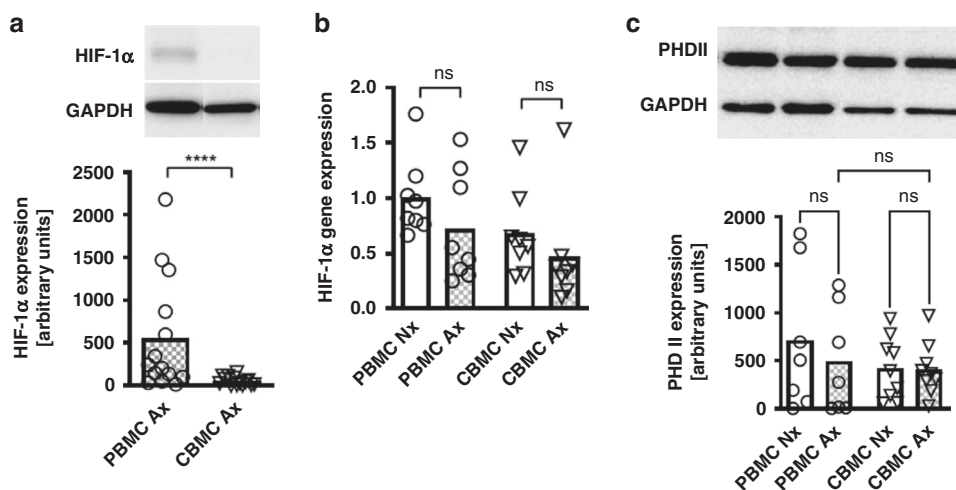 a
HIF-1α
GAPDH
****
HIF-1α expression
[arbitrary units]
2500
2000
1500
1000
500
0
PBMC Ax
CBMC Ax
b
ns
ns
HIF-1α gene expression
2.0
1.5
1.0
0.5
0.0
PBMC Nx
PBMC Ax
CBMC Nx
CBMC Ax
c
PHDII
GAPDH
ns
ns
ns
PHD II expression
[arbitrary units]
2000
1500
1000
500
0
PBMC Nx
PBMC Ax
CBMC Nx
CBMC Ax